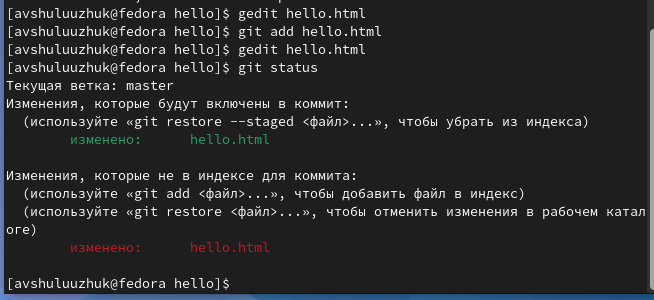 [avshuluuzhuk@fedora hello]$ gedit hello.html
[avshuluuzhuk@fedora hello]$ git add hello.html
[avshuluuzhuk@fedora hello]$ gedit hello.html
[avshuluuzhuk@fedora hello]$ git status
Текущая ветка: master
Изменения, которые будут включены в коммит:
  (используйте «git restore --staged <файл>...», чтобы убрать из индекса)
        изменено:      hello.html

Изменения, которые не в индексе для коммита:
  (используйте «git add <файл>...», чтобы добавить файл в индекс)
  (используйте «git restore <файл>...», чтобы отменить изменения в рабочем катал
оге)
        изменено:      hello.html

[avshuluuzhuk@fedora hello]$